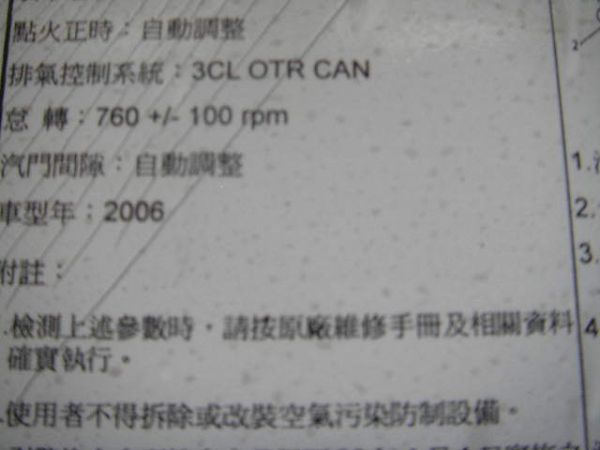 點火正時：自動調整
排氣控制系統：3CL OTR CAN
怠 轉：760 +/- 100 rpm
汽門間隙：自動調整
車型年：2006
附註：
.檢測上述參數時，請按原廠維修手冊及相關資料
確實執行。
.使用者不得拆除或改裝空氣污染防制設備。
2
1.
2.
3.
4